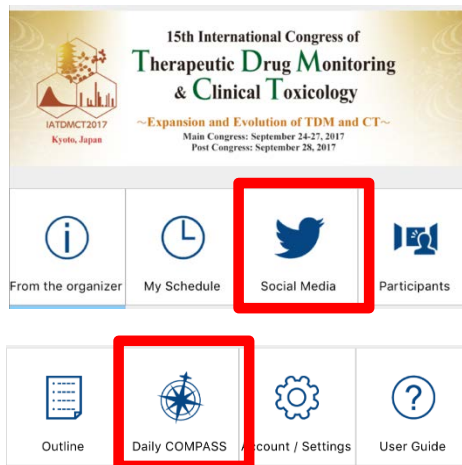 15th International Congress of
Therapeutic Drug Monitoring
& Clinical Toxicology
~Expansion and Evolution of TDM and CT~
Main Congress: September 24-27, 2017
Post Congress: September 28, 2017
IATDMCT2017
Kyoto, Japan
From the organizer
My Schedule
Social Media
Participants
Outline
Daily COMPASS
Account / Settings
User Guide